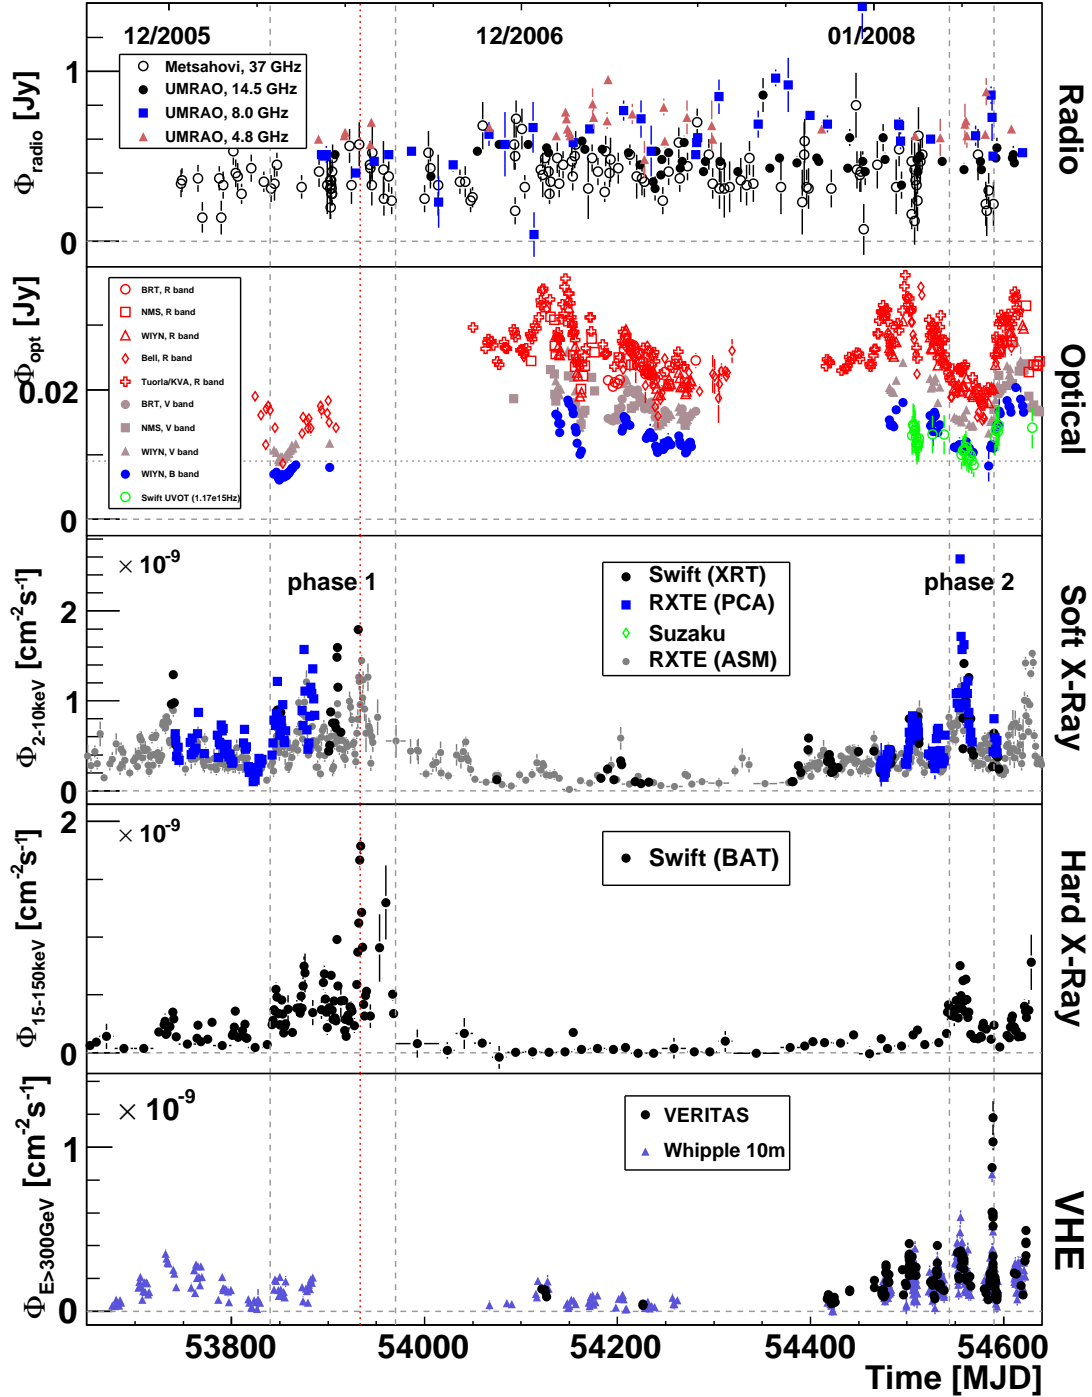 12/2005 12/2006 01/2008
Metsahovi, 37 GHz
UMRAO, 14.5 GHz
UMRAO, 8.0 GHz
UMRAO, 4.8 GHz
1
0
Φradio [Jy]
Radio
BRT, R band
NMS, R band
WIYN, R band
Bell, R band
Tuorla/KVA, R band
BRT, V band
NMS, V band
WIYN, V band
WIYN, B band
Swift UVOT (1.17e15Hz)
0.02
0
Φopt [Jy]
Optical
× 10-9
phase 1
phase 2
Swift (XRT)
RXTE (PCA)
Suzaku
RXTE (ASM)
2
1
0
Φ2-10keV [cm-2s-1]
Soft X-Ray
× 10-9
Swift (BAT)
2
0
Φ15-150keV [cm-2s-1]
Hard X-Ray
× 10-9
VERITAS
Whipple 10m
1
0
ΦE>300GeV [cm-2s-1]
VHE
53800 54000 54200 54400 54600
Time [MJD]